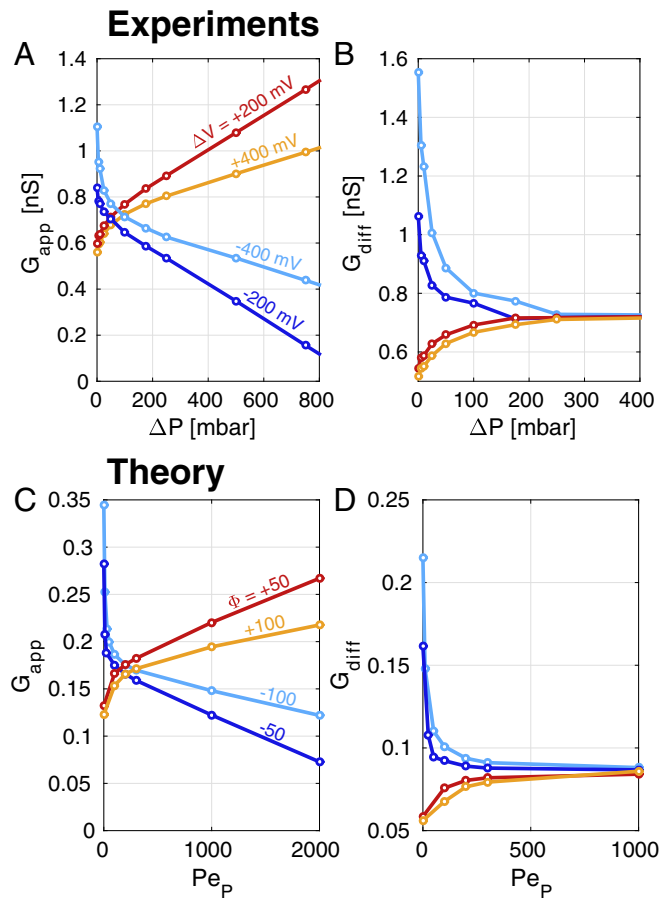 Experiments
A
B
G_app [nS]
1.4
1.2
1
0.8
0.6
0.4
0.2
0
ΔV = +200 mV
+400 mV
-400 mV
-200 mV
0 200 400 600 800
ΔP [mbar]
G_diff [nS]
1.6
1.4
1.2
1
0.8
0.6
0 100 200 300 400
ΔP [mbar]
Theory
C
D
G_app
0.35
0.3
0.25
0.2
0.15
0.1
0.05
0
Φ = +50
+100
-100
-50
0 1000 2000
Pe_P
G_diff
0.25
0.2
0.15
0.1
0.05
0 500 1000
Pe_P